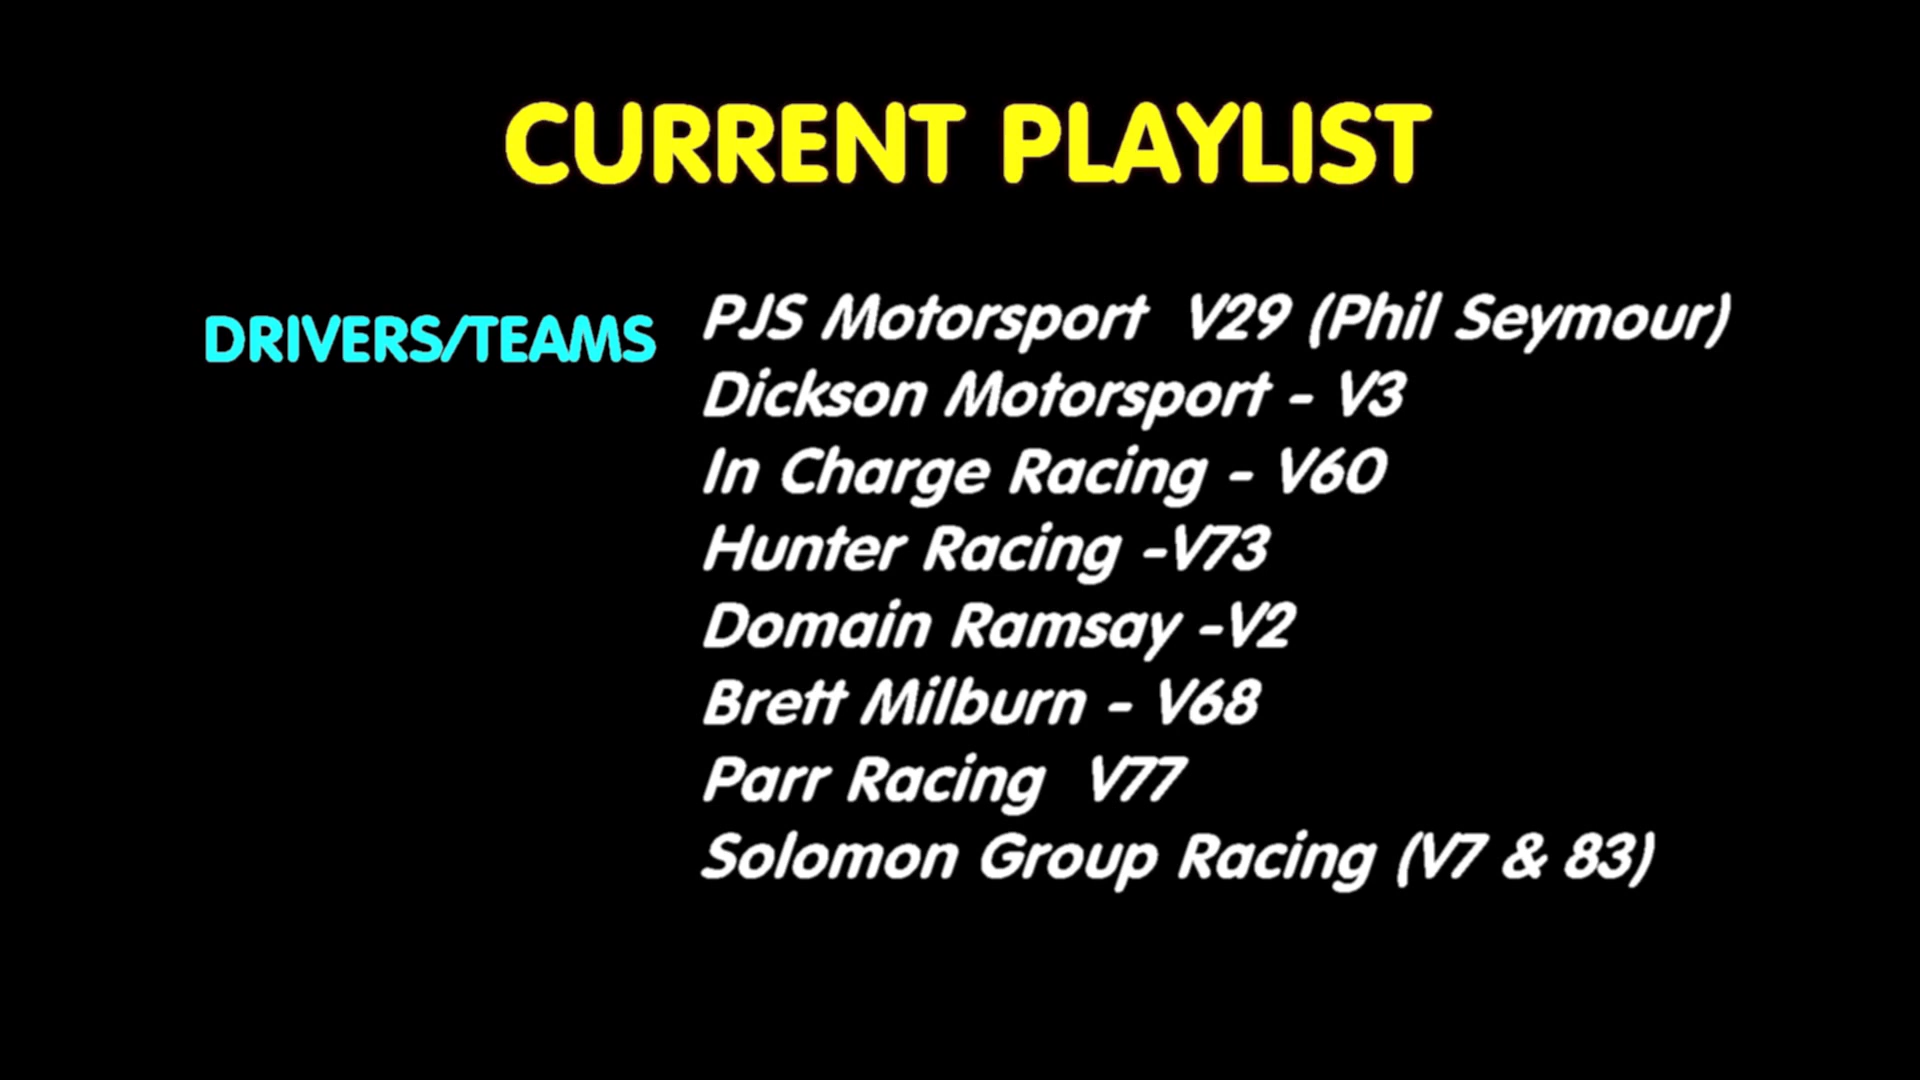 CURRENT PLAYLIST
DRIVERS/TEAMS
PJS Motorsport  V29 (Phil Seymour)
Dickson Motorsport - V3
In Charge Racing - V60
Hunter Racing -V73
Domain Ramsay -V2
Brett Milburn - V68
Parr Racing  V77
Solomon Group Racing (V7 & 83)